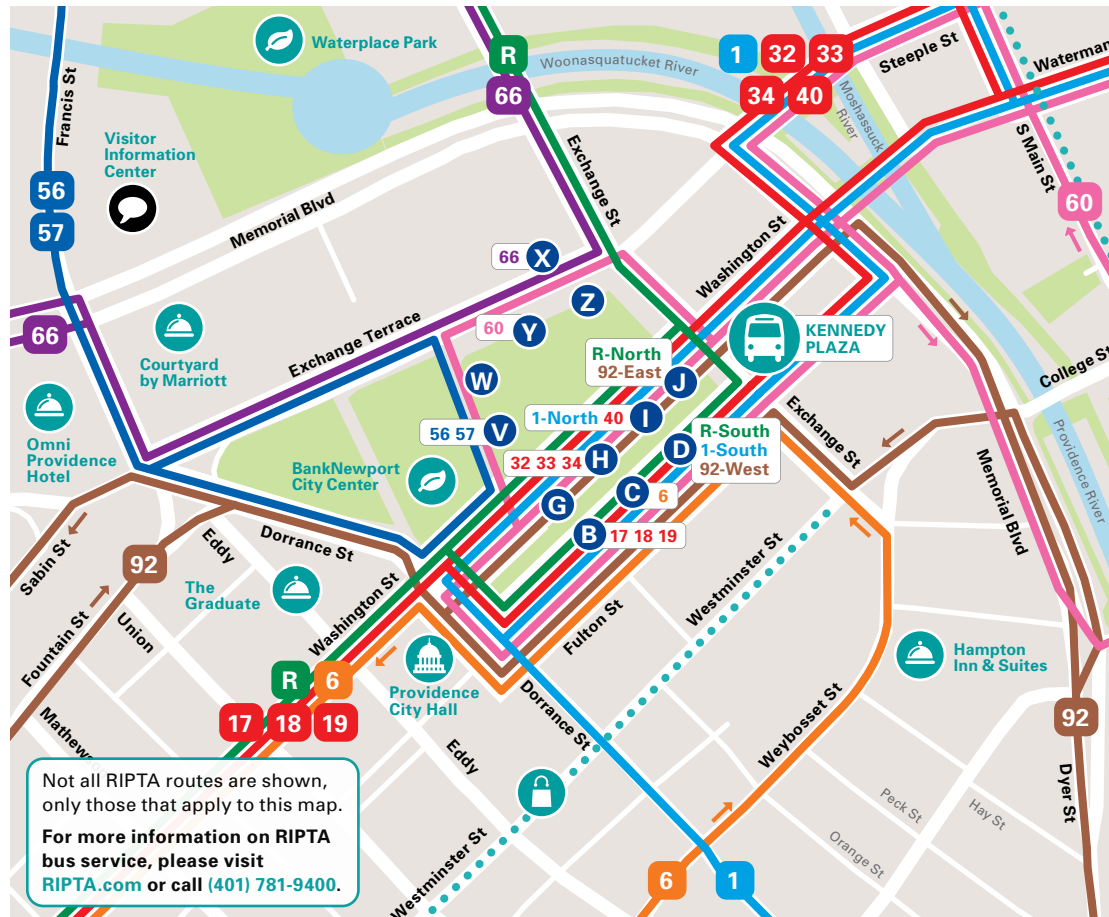 Waterplace Park
Francis St
R
66
Woonasquatucket River
1
32
33
34
40
Steeple St
Waterman
Moshassuck
River
Visitor
Information
Center
56
57
Memorial Blvd
Exchange St
S Main St
60
66 X
Z
Washington St
60 Y
66
Courtyard
by Marriott
Exchange Terrace
KENNEDY
PLAZA
R-North
92-East
J
W
College St
Omni
Providence
Hotel
56 57 V
1-North 40 I
Exchange St
D
R-South
1-South
92-West
BankNewport
City Center
32 33 34 H
C 6
G
B 17 18 19
Memorial Blvd
Providence River
Sabin St
92
Dorrance St
Eddy
The
Graduate
Washington St
Fountain St
Union
Westminster St
Fulton St
Hampton
Inn & Suites
Providence
City Hall
R
6
17
18
19
Dorrance St
Weybosset St
92
Mathewso
Eddy
Dyer St
Peck St
Hay St
Orange St
Westminster St
6
1
Not all RIPTA routes are shown,
only those that apply to this map.
For more information on RIPTA
bus service, please visit
RIPTA.com or call (401) 781-9400.